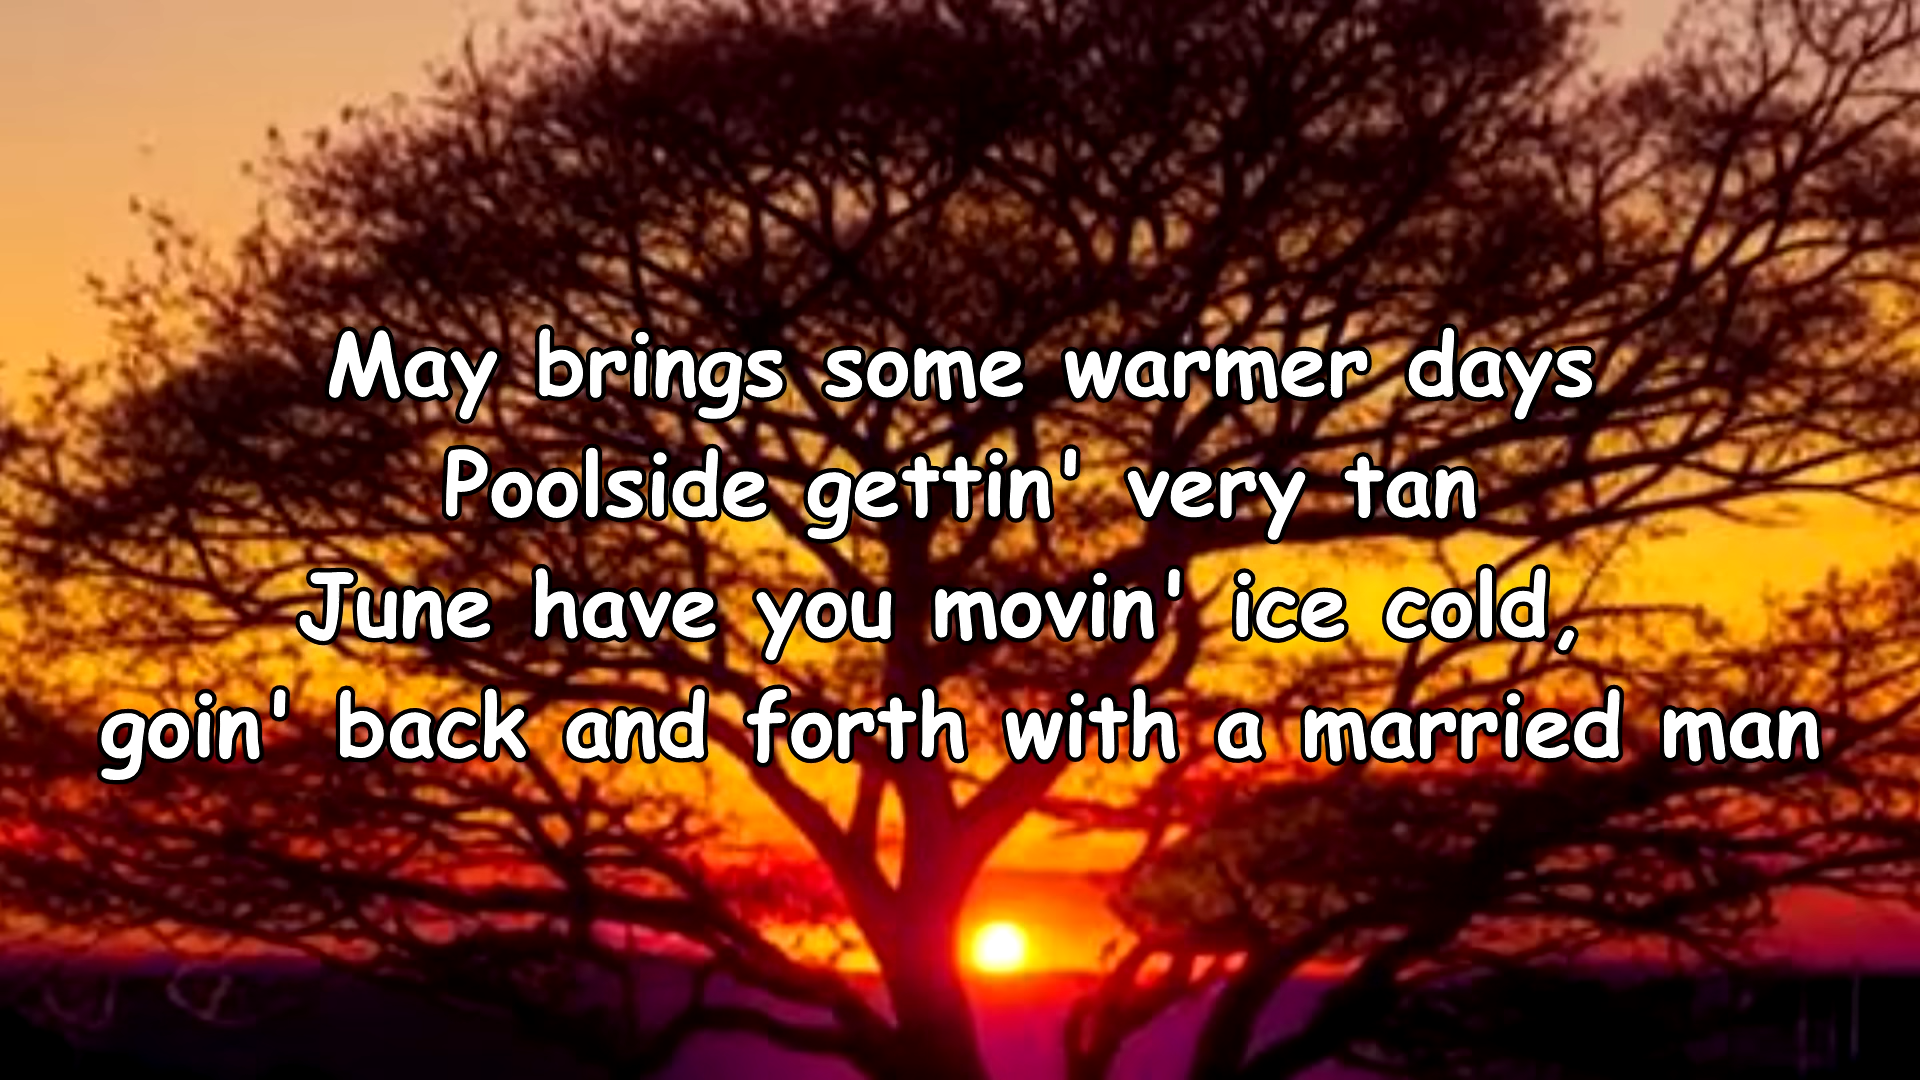 May brings some warmer days
Poolside gettin' very tan
June have you movin' ice cold,
goin' back and forth with a married man